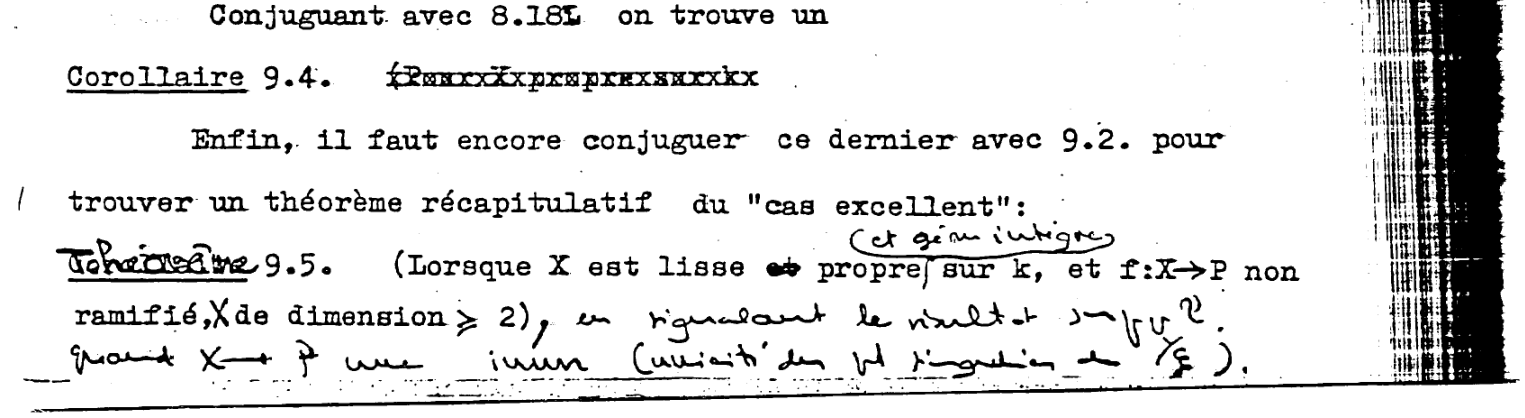 Conjuguant avec 8.18 on trouve un
Corollaire 9.4.
Enfin, il faut encore conjuguer ce dernier avec 9.2. pour
trouver un théorème récapitulatif du "cas excellent":
(et géom intègre)
Théorème 9.5. (Lorsque X est lisse propre sur k, et f:X→P non
ramifié, X de dimension ⩾ 2), en signalant le résultat
quand X → P une imm (unicité des pt singuliers de ).